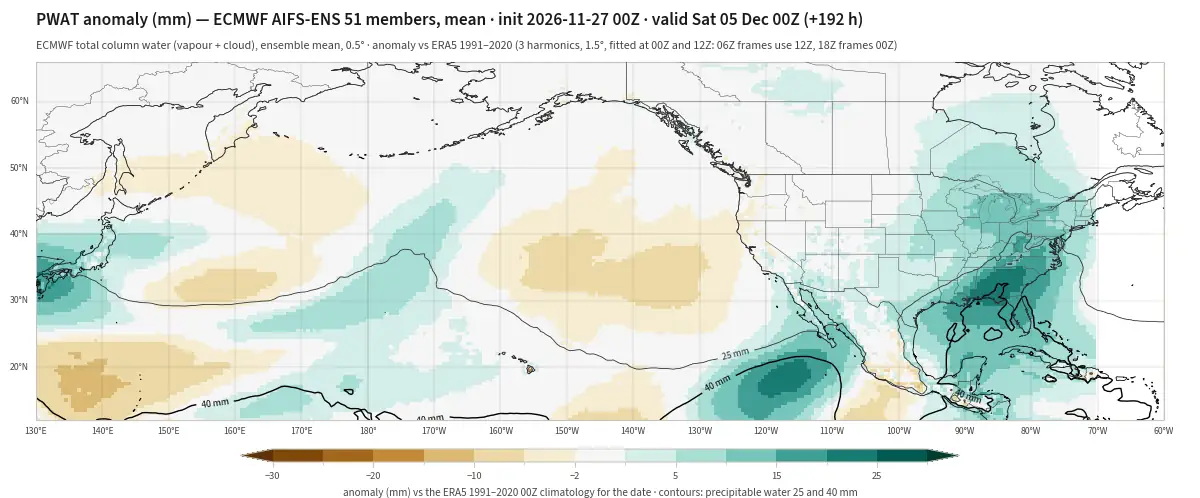 PWAT anomaly (mm) — ECMWF AIFS-ENS 51 members, mean · init 2026-11-27 00Z · valid Sat 05 Dec 00Z (+192 h)
ECMWF total column water (vapour + cloud), ensemble mean, 0.5° · anomaly vs ERA5 1991–2020 (3 harmonics, 1.5°, fitted at 00Z and 12Z: 06Z frames use 12Z, 18Z frames 00Z)
60°N
50°N
40°N
30°N
20°N
25 mm
40 mm
40 mm
40 mm
40 mm
130°E 140°E 150°E 160°E 170°E 180° 170°W 160°W 150°W 140°W 130°W 120°W 110°W 100°W 90°W 80°W 70°W 60°W
−30 −20 −10 −2 5 15 25
anomaly (mm) vs the ERA5 1991–2020 00Z climatology for the date · contours: precipitable water 25 and 40 mm